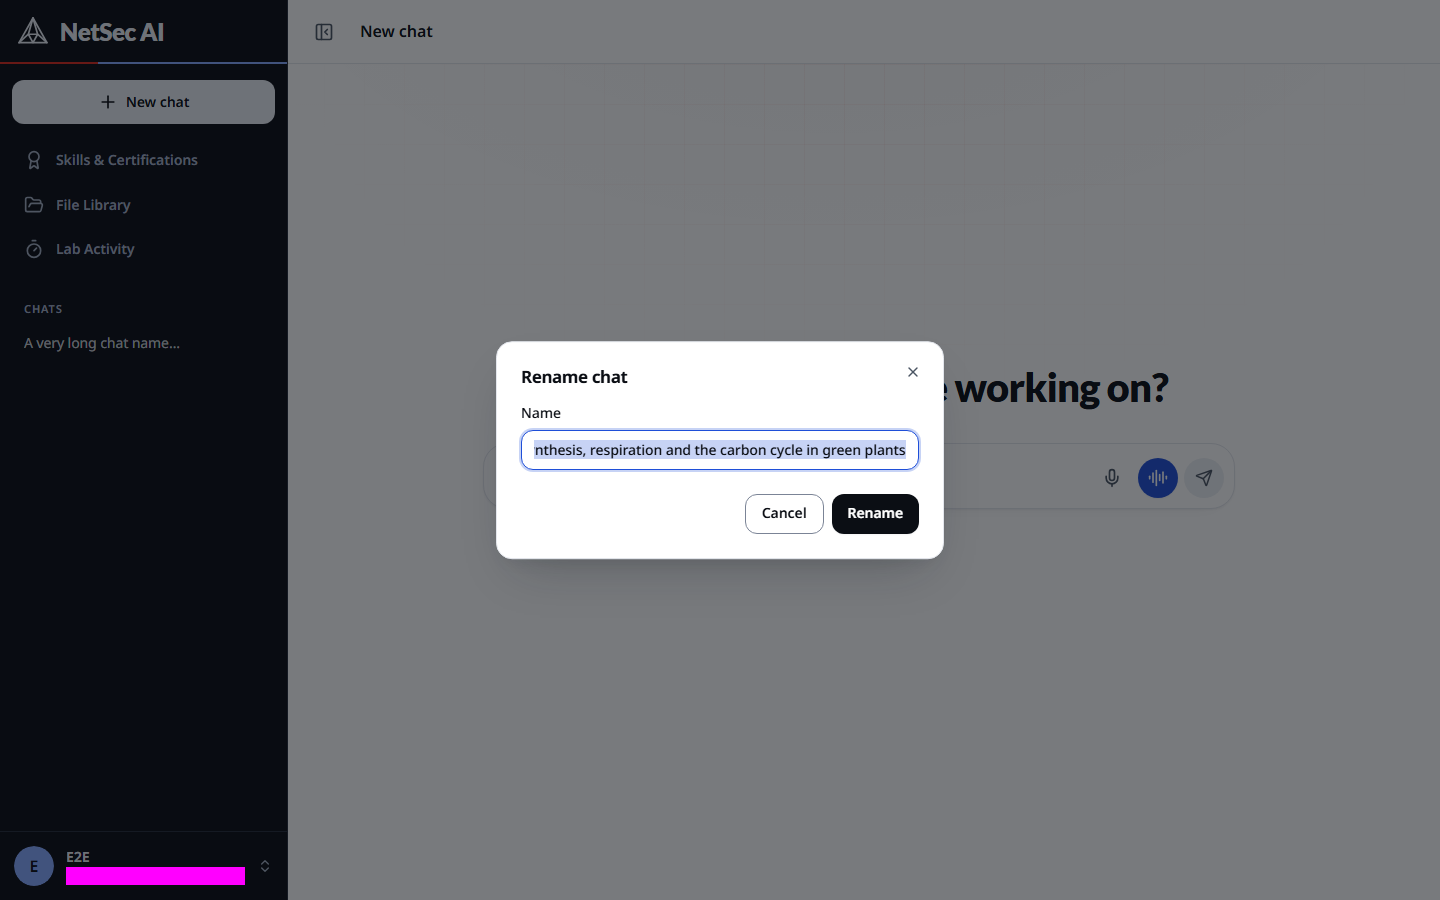 NetSec AI
New chat
New chat
Skills & Certifications
File Library
Lab Activity
CHATS
A very long chat name...
working on?
Rename chat
Name
nthesis, respiration and the carbon cycle in green plants
Cancel
Rename
E
E2E